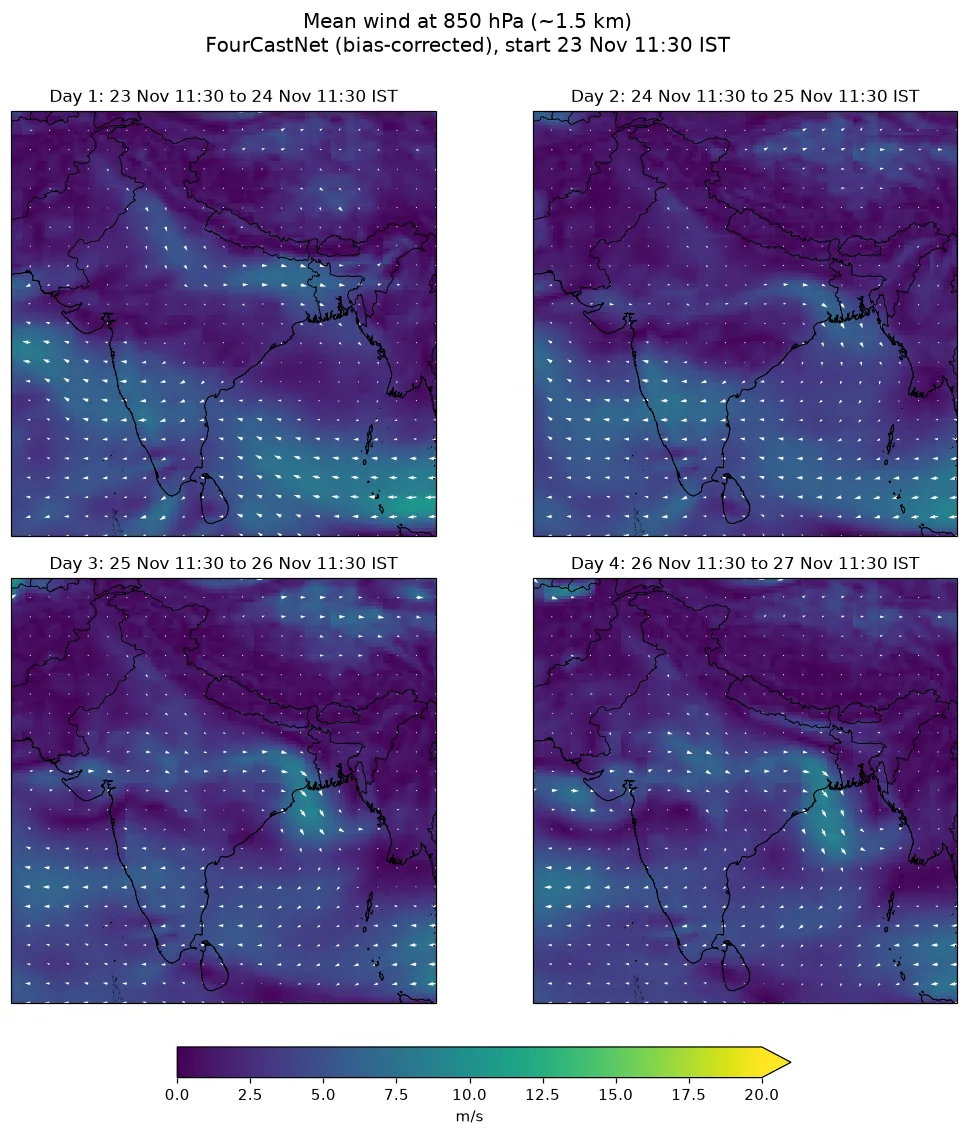 Mean wind at 850 hPa (~1.5 km)
FourCastNet (bias-corrected), start 23 Nov 11:30 IST
Day 1: 23 Nov 11:30 to 24 Nov 11:30 IST
Day 2: 24 Nov 11:30 to 25 Nov 11:30 IST
Day 3: 25 Nov 11:30 to 26 Nov 11:30 IST
Day 4: 26 Nov 11:30 to 27 Nov 11:30 IST
0.0 2.5 5.0 7.5 10.0 12.5 15.0 17.5 20.0
m/s